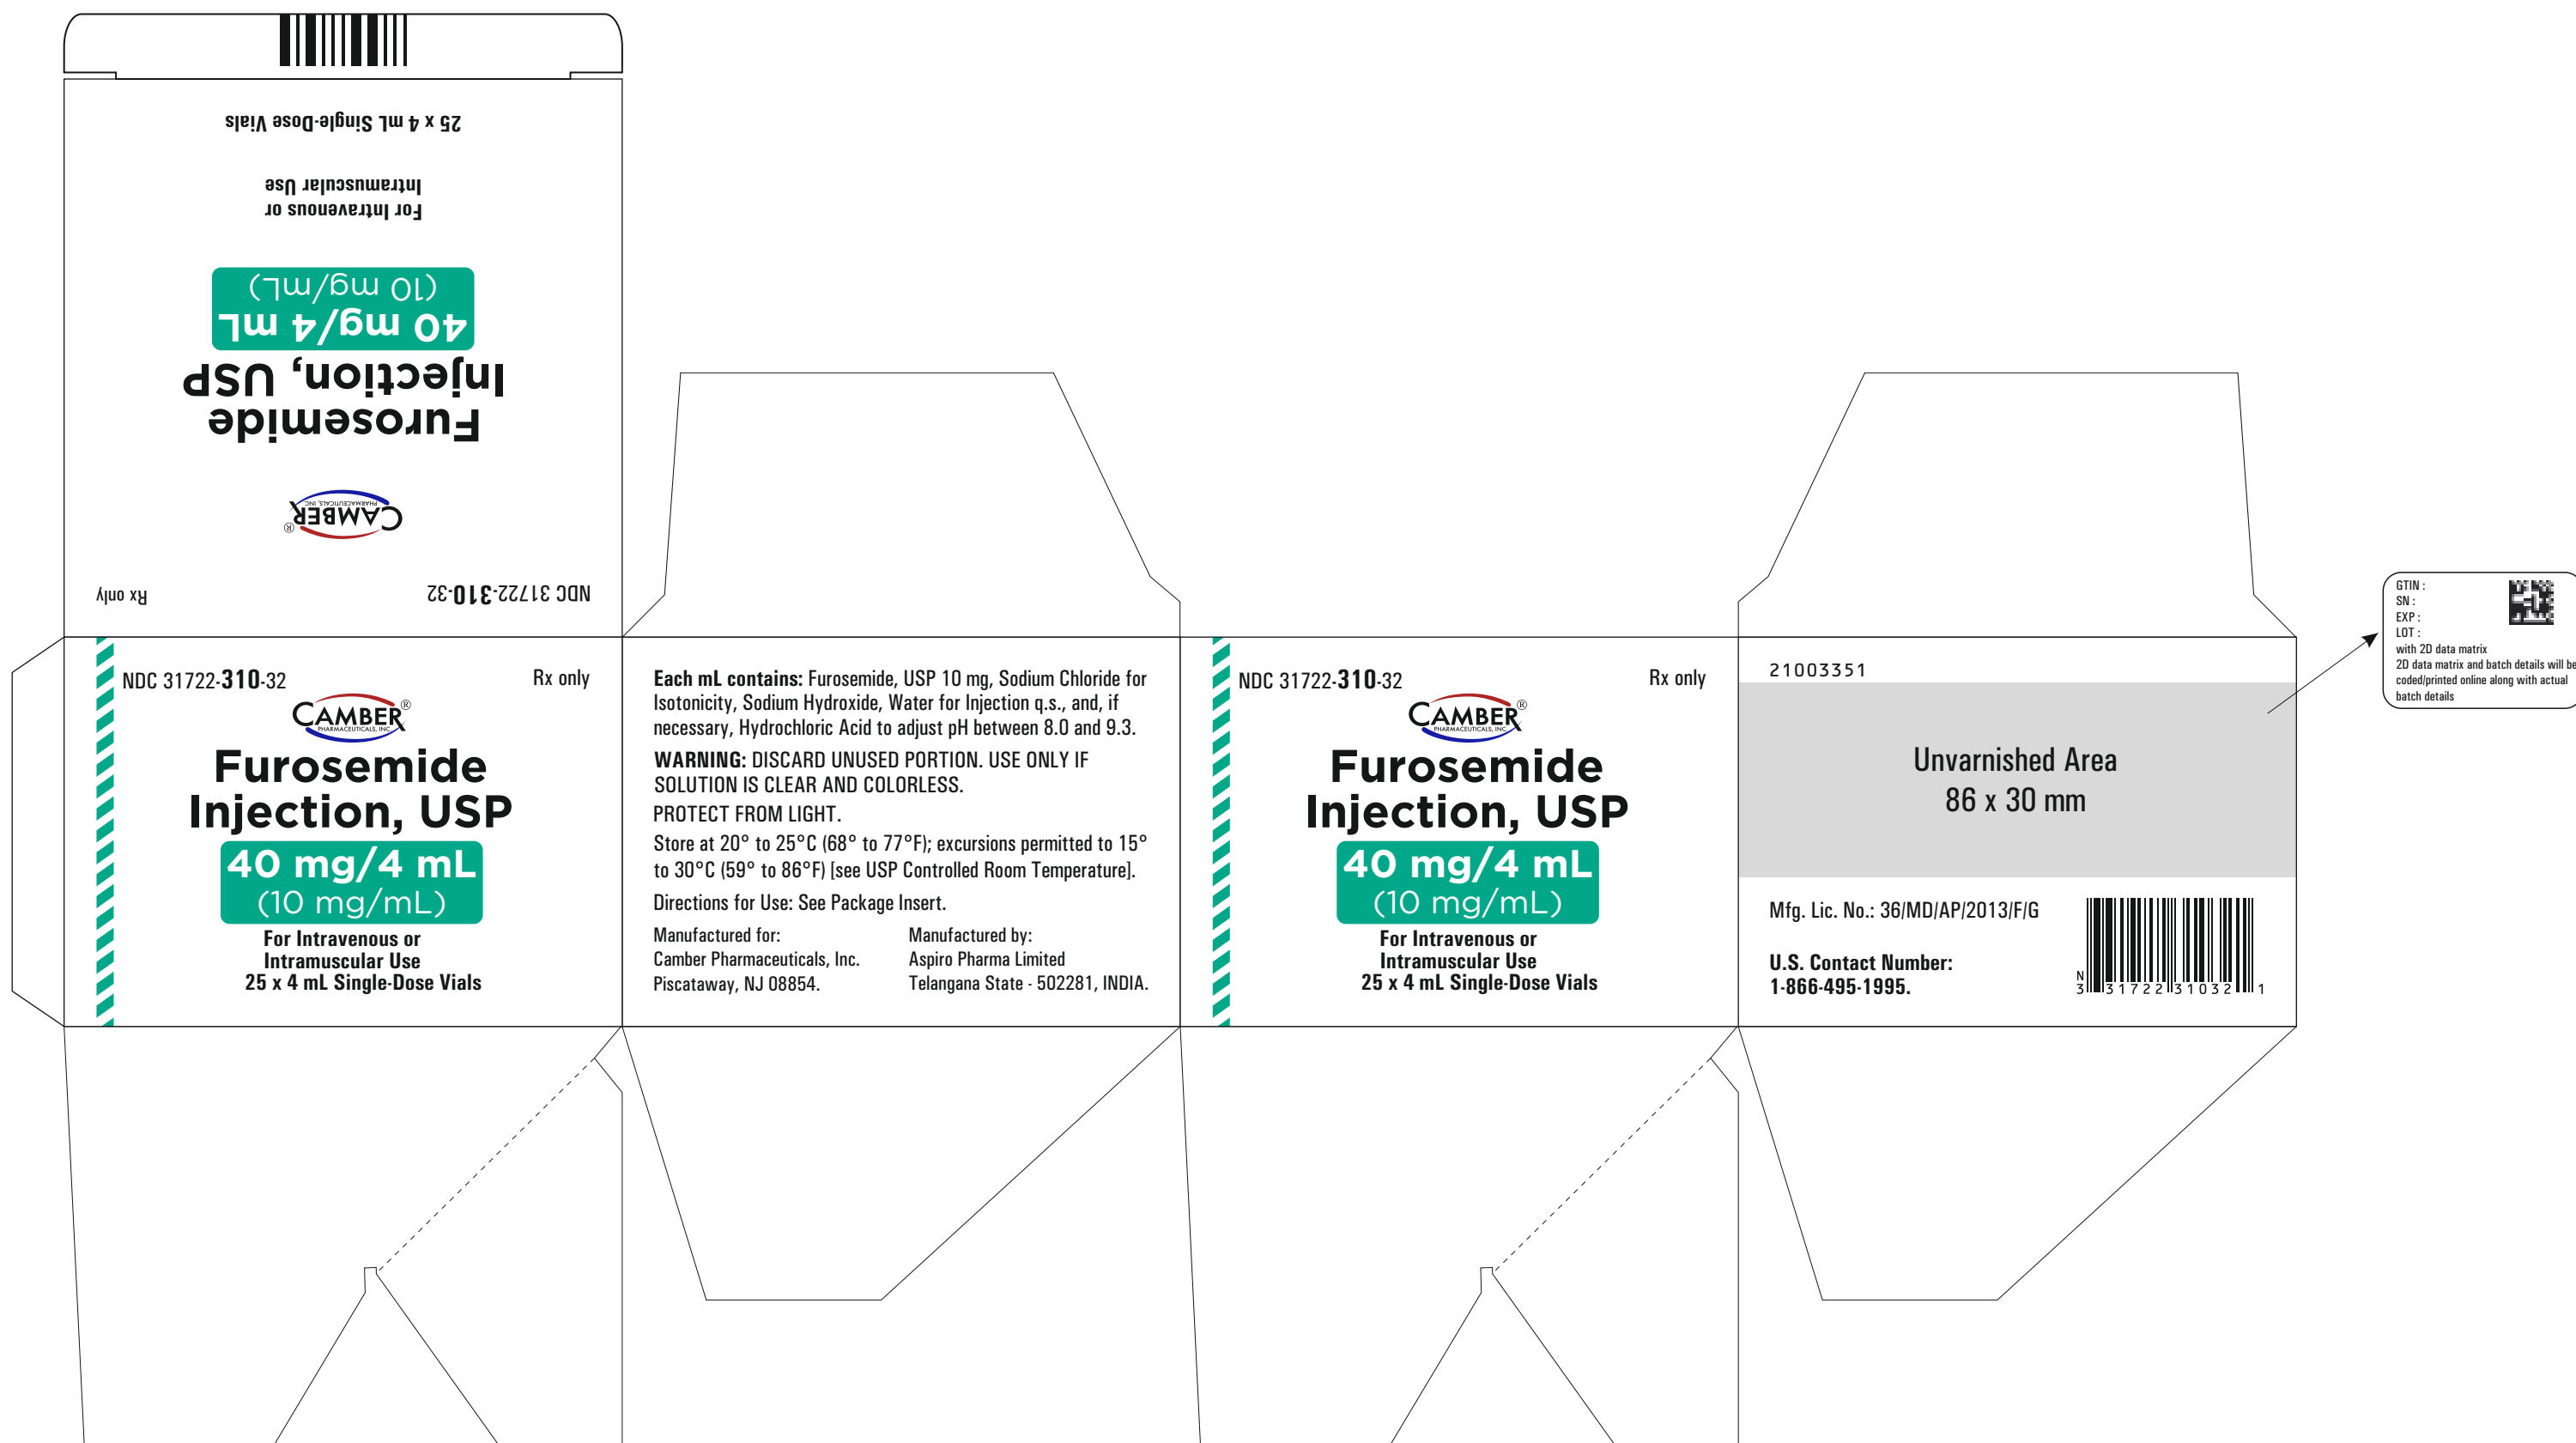 25 x 4 mL Single-Dose Vials
For Intravenous or
Intramuscular Use
40 mg/4 mL
(10 mg/mL)
Furosemide
Injection, USP
CAMBER®
PHARMACEUTICALS, INC.
NDC 31722-310-32
Rx only
NDC 31722-310-32
Rx only
CAMBER®
PHARMACEUTICALS, INC.
Furosemide
Injection, USP
40 mg/4 mL
(10 mg/mL)
For Intravenous or
Intramuscular Use
25 x 4 mL Single-Dose Vials
Each mL contains: Furosemide, USP 10 mg, Sodium Chloride for
Isotonicity, Sodium Hydroxide, Water for Injection q.s., and, if
necessary, Hydrochloric Acid to adjust pH between 8.0 and 9.3.
WARNING: DISCARD UNUSED PORTION. USE ONLY IF
SOLUTION IS CLEAR AND COLORLESS.
PROTECT FROM LIGHT.
Store at 20° to 25°C (68° to 77°F); excursions permitted to 15°
to 30°C (59° to 86°F) [see USP Controlled Room Temperature].
Directions for Use: See Package Insert.
Manufactured for:
Camber Pharmaceuticals, Inc.
Piscataway, NJ 08854.
Manufactured by:
Aspiro Pharma Limited
Telangana State - 502281, INDIA.
NDC 31722-310-32
Rx only
CAMBER®
PHARMACEUTICALS, INC.
Furosemide
Injection, USP
40 mg/4 mL
(10 mg/mL)
For Intravenous or
Intramuscular Use
25 x 4 mL Single-Dose Vials
21003351
Unvarnished Area
86 x 30 mm
Mfg. Lic. No.: 36/MD/AP/2013/F/G
U.S. Contact Number:
1-866-495-1995.
N
3 31722 31032 1
GTIN :
SN :
EXP :
LOT :
with 2D data matrix
2D data matrix and batch details will be
coded/printed online along with actual
batch details